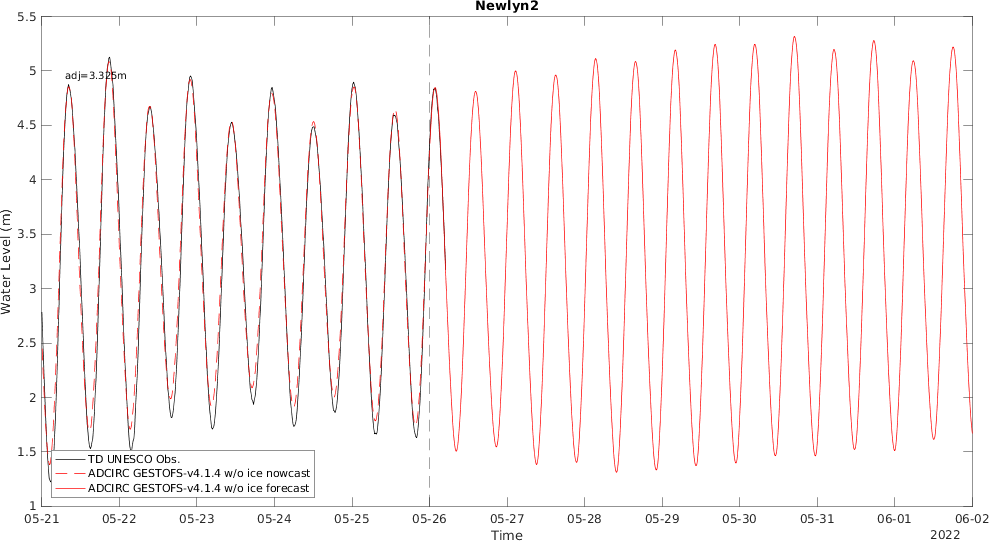 Newlyn2
5.5
5
4.5
4
3.5
3
2.5
2
1.5
1
Water Level (m)
adj=3.325m
TD UNESCO Obs.
ADCIRC GESTOFS-v4.1.4 w/o ice nowcast
ADCIRC GESTOFS-v4.1.4 w/o ice forecast
05-21 05-22 05-23 05-24 05-25 05-26 05-27 05-28 05-29 05-30 05-31 06-01 06-02
Time
2022